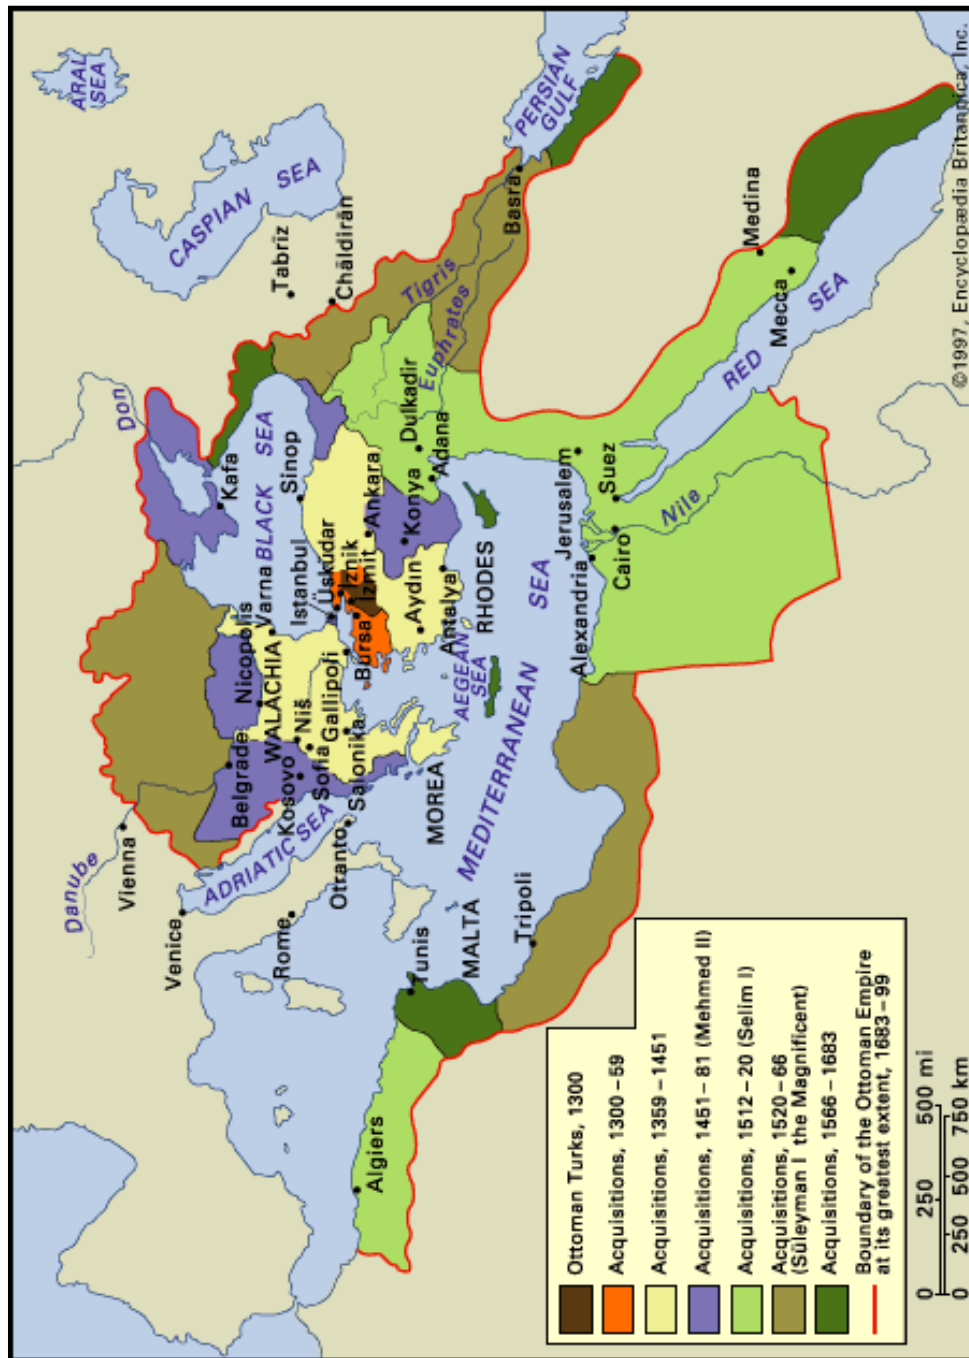 ARAL
SEA
CASPIAN SEA
Don
Danube
Vienna
Venice
Belgrade
Nicopolis
Varna
BLACK SEA
Kafa
Sinop
Tabrīz
Chāldirān
WALACHIA
Istanbul
Üsküdar
İznik
İzmit
Ankara
Kosovo
Niš
Sofia
Gallipoli
Bursa
Konya
Dulkadir
Adana
Tigris
Euphrates
Basra
PERSIAN
GULF
ADRIATIC SEA
Rome
Otranto
Salonika
Aydın
Antalya
MOREA
AEGEAN
SEA
RHODES
MEDITERRANEAN SEA
Algiers
Tunis
MALTA
Tripoli
Alexandria
Jerusalem
Cairo
Suez
Nile
RED SEA
Medina
Mecca
Ottoman Turks, 1300
Acquisitions, 1300–59
Acquisitions, 1359–1451
Acquisitions, 1451–81 (Mehmed II)
Acquisitions, 1512–20 (Selim I)
Acquisitions, 1520–66
(Süleyman I the Magnificent)
Acquisitions, 1566–1683
Boundary of the Ottoman Empire
at its greatest extent, 1683–99
0 250 500 mi
0 250 500 750 km
©1997, Encyclopædia Britannica, Inc.